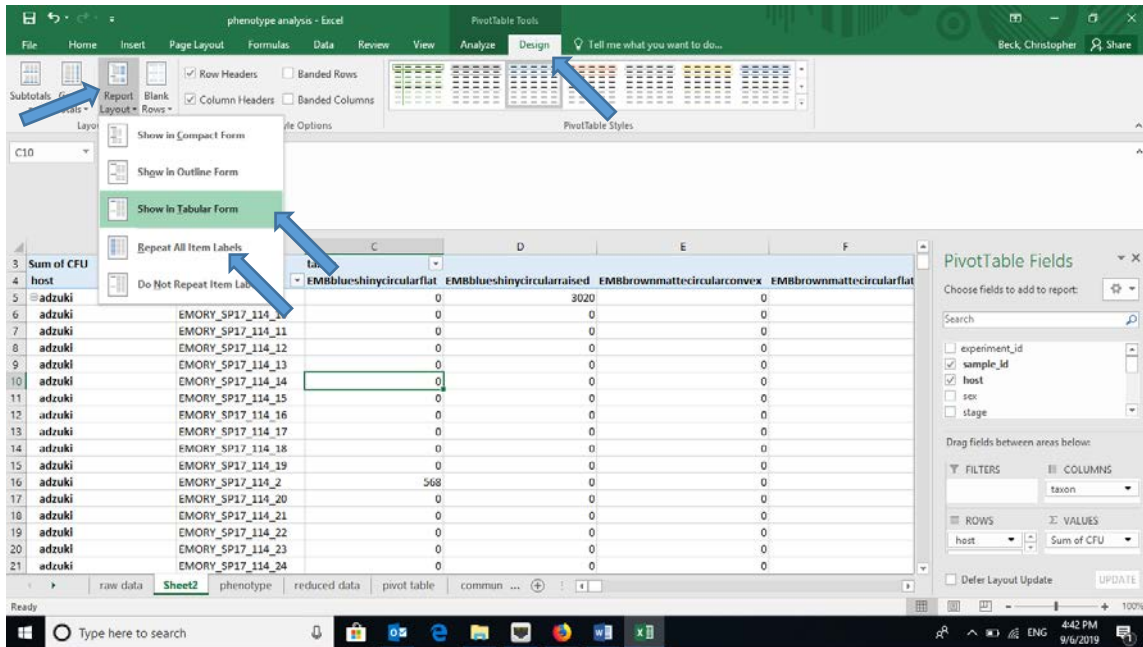 phenotype analysis - Excel
PivotTable Tools
File Home Insert Page Layout Formulas Data Review View Analyze Design Tell me what you want to do... Beck, Christopher Share
Row Headers Banded Rows
Subtotals Report Blank
Layout Rows
Column Headers Banded Columns
PivotTable Styles
Show in Compact Form
C10
Show in Outline Form
Show in Tabular Form
Repeat All Item Labels
Do Not Repeat Item
C D E F
3 Sum of CFU
4 host EMBblueshinycircularflat EMBblueshinycircularraised EMBbrownmattecircularconvex EMBbrownmattecircularflat
5 adzuki 0 3020 0
6 adzuki 0 0 0
7 adzuki EMORY_SP17_114_11 0 0 0
8 adzuki EMORY_SP17_114_12 0 0 0
9 adzuki EMORY_SP17_114_13 0 0 0
10 adzuki EMORY_SP17_114_14 0 0 0
11 adzuki EMORY_SP17_114_15 0 0 0
12 adzuki EMORY_SP17_114_16 0 0 0
13 adzuki EMORY_SP17_114_17 0 0 0
14 adzuki EMORY_SP17_114_18 0 0 0
15 adzuki EMORY_SP17_114_19 0 0 0
16 adzuki EMORY_SP17_114_2 568 0 0
17 adzuki EMORY_SP17_114_20 0 0 0
18 adzuki EMORY_SP17_114_21 0 0 0
19 adzuki EMORY_SP17_114_22 0 0 0
20 adzuki EMORY_SP17_114_23 0 0 0
21 adzuki EMORY_SP17_114_24 0 0 0
PivotTable Fields
Choose fields to add to report:
Search
experiment_id
sample_id
host
sex
stage
Drag fields between areas below:
FILTERS COLUMNS
taxon
ROWS Σ VALUES
host Sum of CFU
Defer Layout Update UPDATE
raw data Sheet2 phenotype reduced data pivot table commun ...
Ready
100%
Type here to search
ENG
4:42 PM
9/6/2019